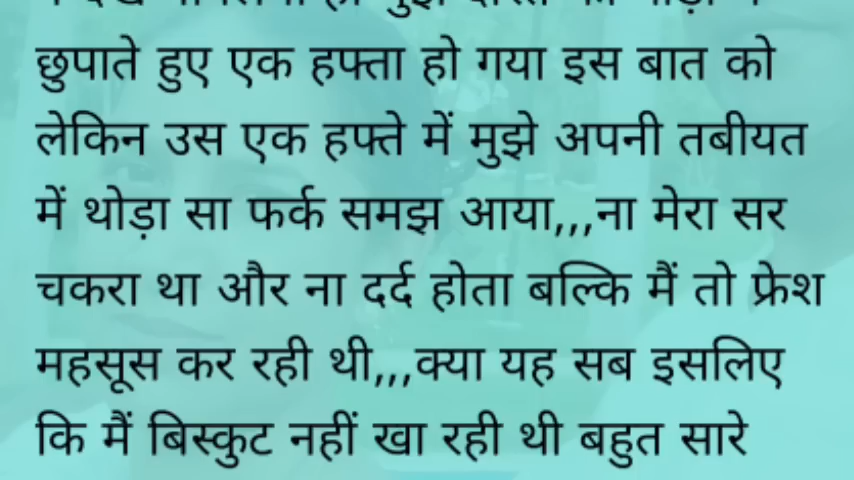 छुपाते हुए एक हफ्ता हो गया इस बात को
लेकिन उस एक हफ्ते में मुझे अपनी तबीयत
में थोड़ा सा फर्क समझ आया,,,ना मेरा सर
चकरा था और ना दर्द होता बल्कि मैं तो फ्रेश
महसूस कर रही थी,,,क्या यह सब इसलिए
कि मैं बिस्कुट नहीं खा रही थी बहुत सारे